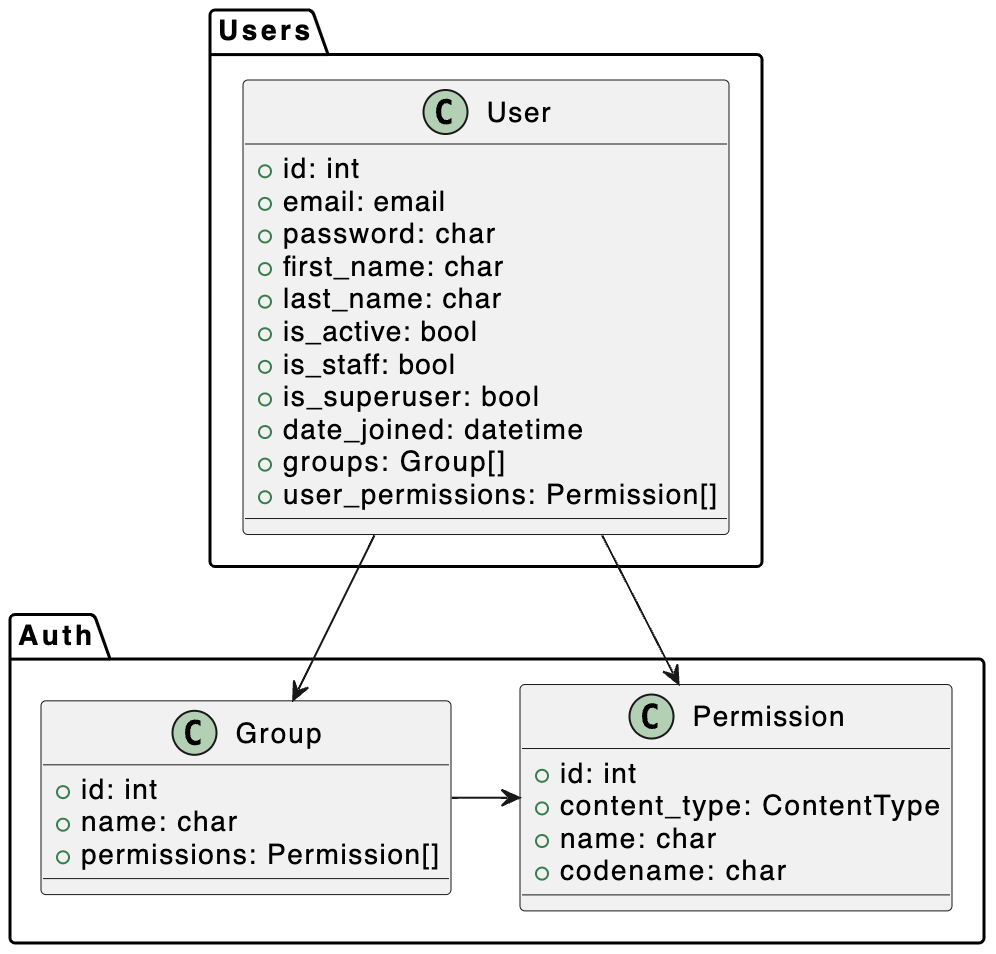 Users
C User
id: int
email: email
password: char
first_name: char
last_name: char
is_active: bool
is_staff: bool
is_superuser: bool
date_joined: datetime
groups: Group[]
user_permissions: Permission[]
Auth
C Group
id: int
name: char
permissions: Permission[]
C Permission
id: int
content_type: ContentType
name: char
codename: char